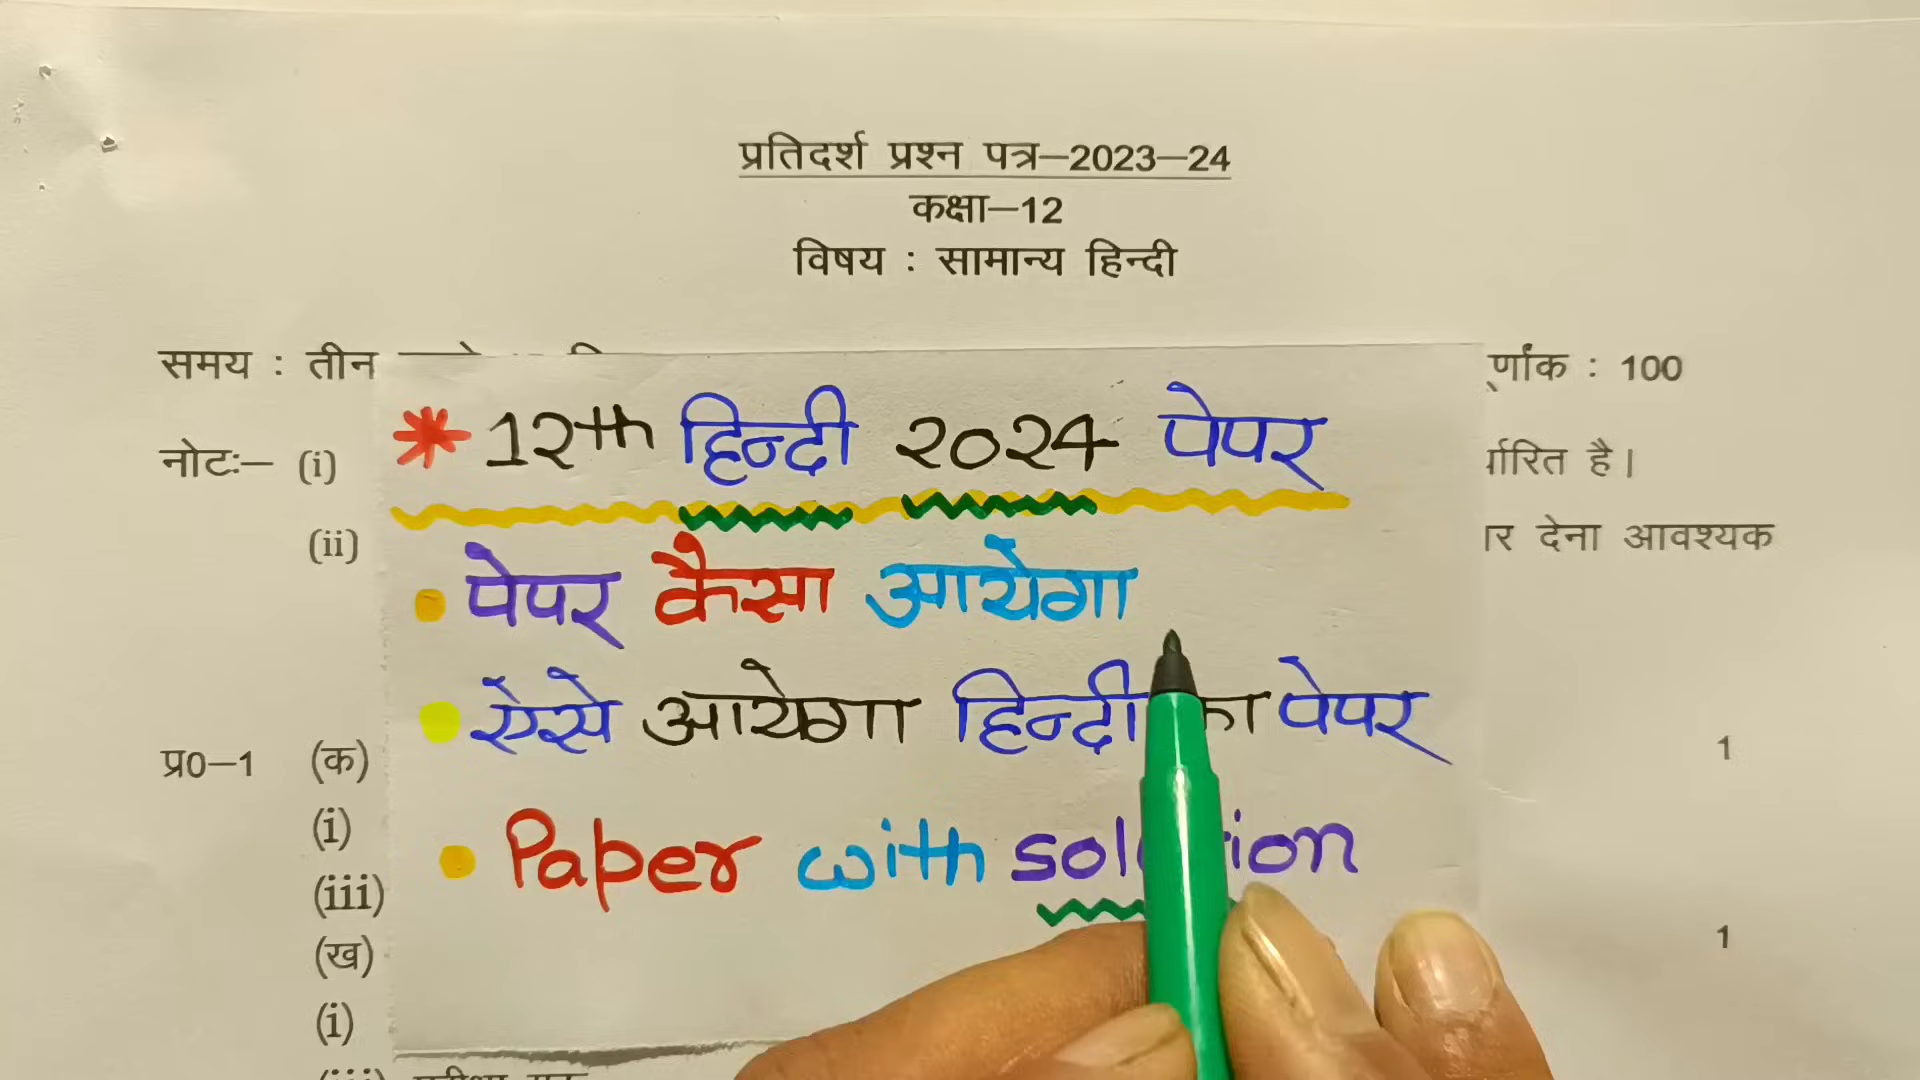 प्रतिदर्श प्रश्न पत्र–2023–24
कक्षा–12
विषय : सामान्य हिन्दी
समय : तीन
100
नोटः– (i)
है।
(ii)
देना आवश्यक
* 12th हिन्दी 2024 पेपर
• पेपर कैसा आयेगा
• ऐसे आयेगा हिन्दी का पेपर
• Paper with solution
प्र0–1 (क) 1
(i)
(iii)
(ख) 1
(i)
(iii)